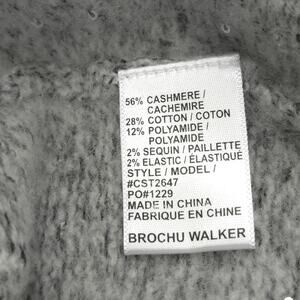 56% CASHMERE /
CACHEMIRE
28% COTTON / COTON
12% POLYAMIDE /
POLYAMIDE
2% SEQUIN / PAILLETTE
2% ELASTIC / ÉLASTIQUE
STYLE / MODEL /
#CST2647
PO#1229
MADE IN CHINA
FABRIQUE EN CHINE
BROCHU WALKER